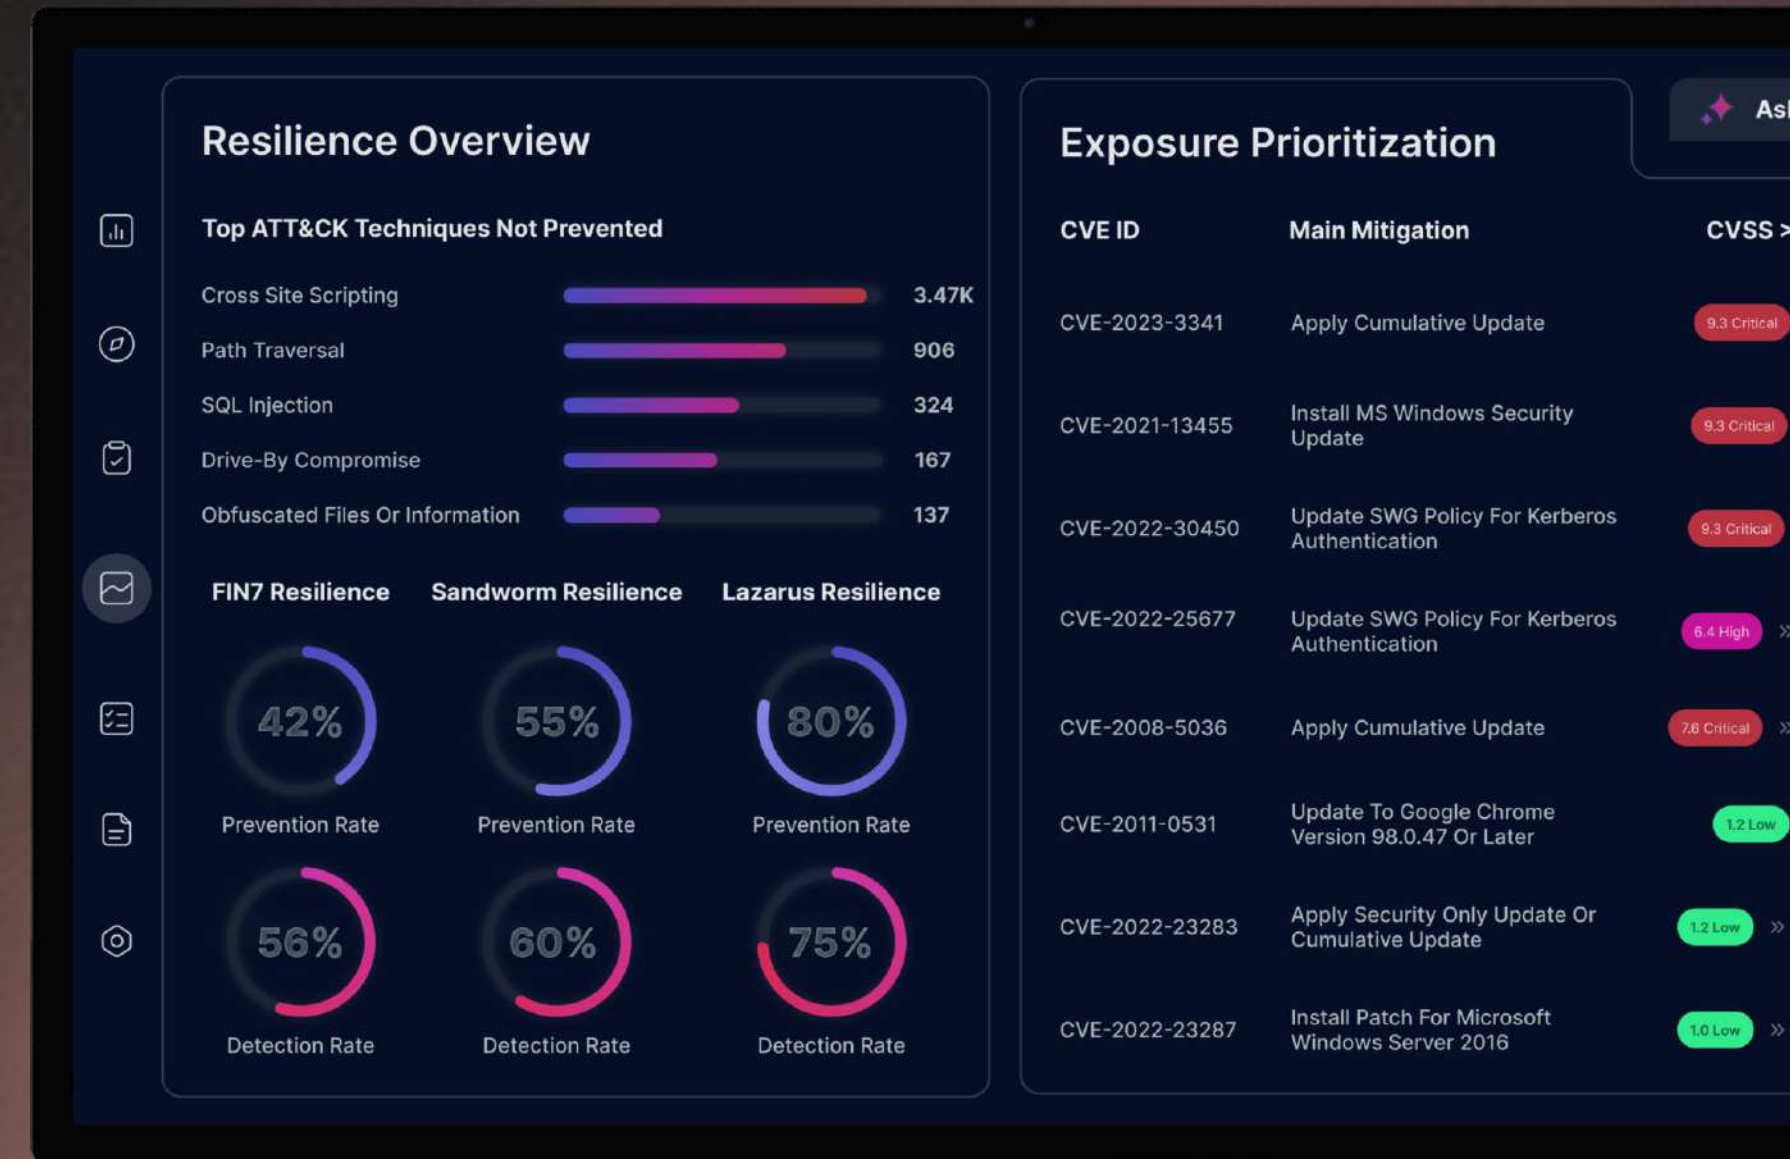 Resilience Overview
Top ATT&CK Techniques Not Prevented
Cross Site Scripting 3.47K
Path Traversal 906
SQL Injection 324
Drive-By Compromise 167
Obfuscated Files Or Information 137
FIN7 Resilience Sandworm Resilience Lazarus Resilience
42% 55% 80%
Prevention Rate Prevention Rate Prevention Rate
56% 60% 75%
Detection Rate Detection Rate Detection Rate
Exposure Prioritization
CVE ID Main Mitigation CVSS >
CVE-2023-3341 Apply Cumulative Update 9.3 Critical
CVE-2021-13455 Install MS Windows Security
Update 9.3 Critical
CVE-2022-30450 Update SWG Policy For Kerberos
Authentication 9.3 Critical
CVE-2022-25677 Update SWG Policy For Kerberos
Authentication 6.4 High »
CVE-2008-5036 Apply Cumulative Update 7.6 Critical »
CVE-2011-0531 Update To Google Chrome
Version 98.0.47 Or Later 1.2 Low
CVE-2022-23283 Apply Security Only Update Or
Cumulative Update 1.2 Low »
CVE-2022-23287 Install Patch For Microsoft
Windows Server 2016 1.0 Low »